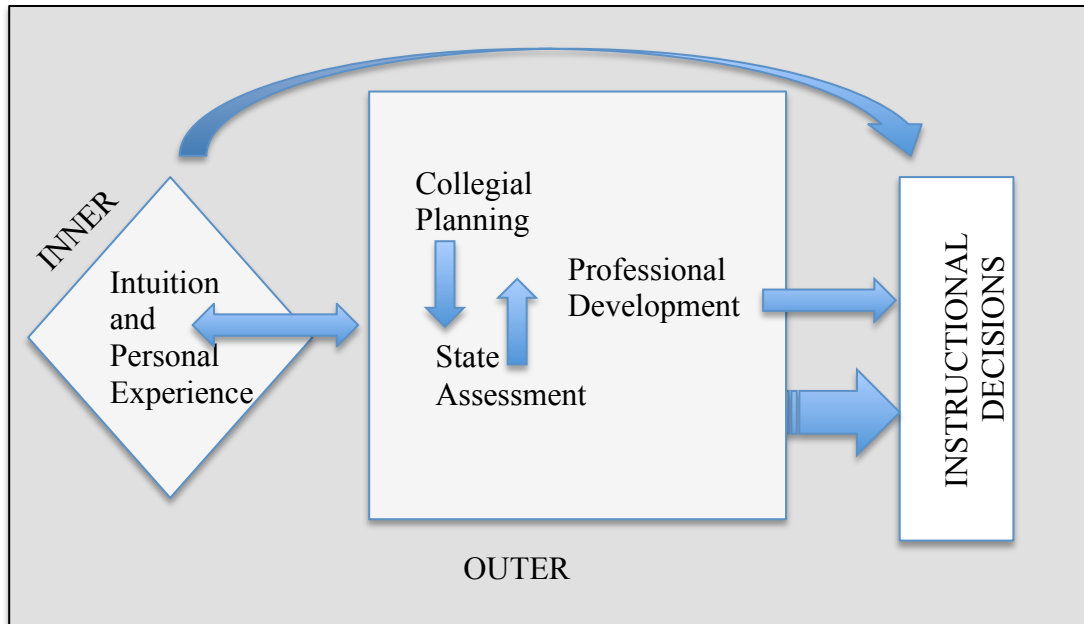 INNER
Intuition
and
Personal
Experience
Collegial
Planning
State
Assessment
Professional
Development
INSTRUCTIONAL
DECISIONS
OUTER